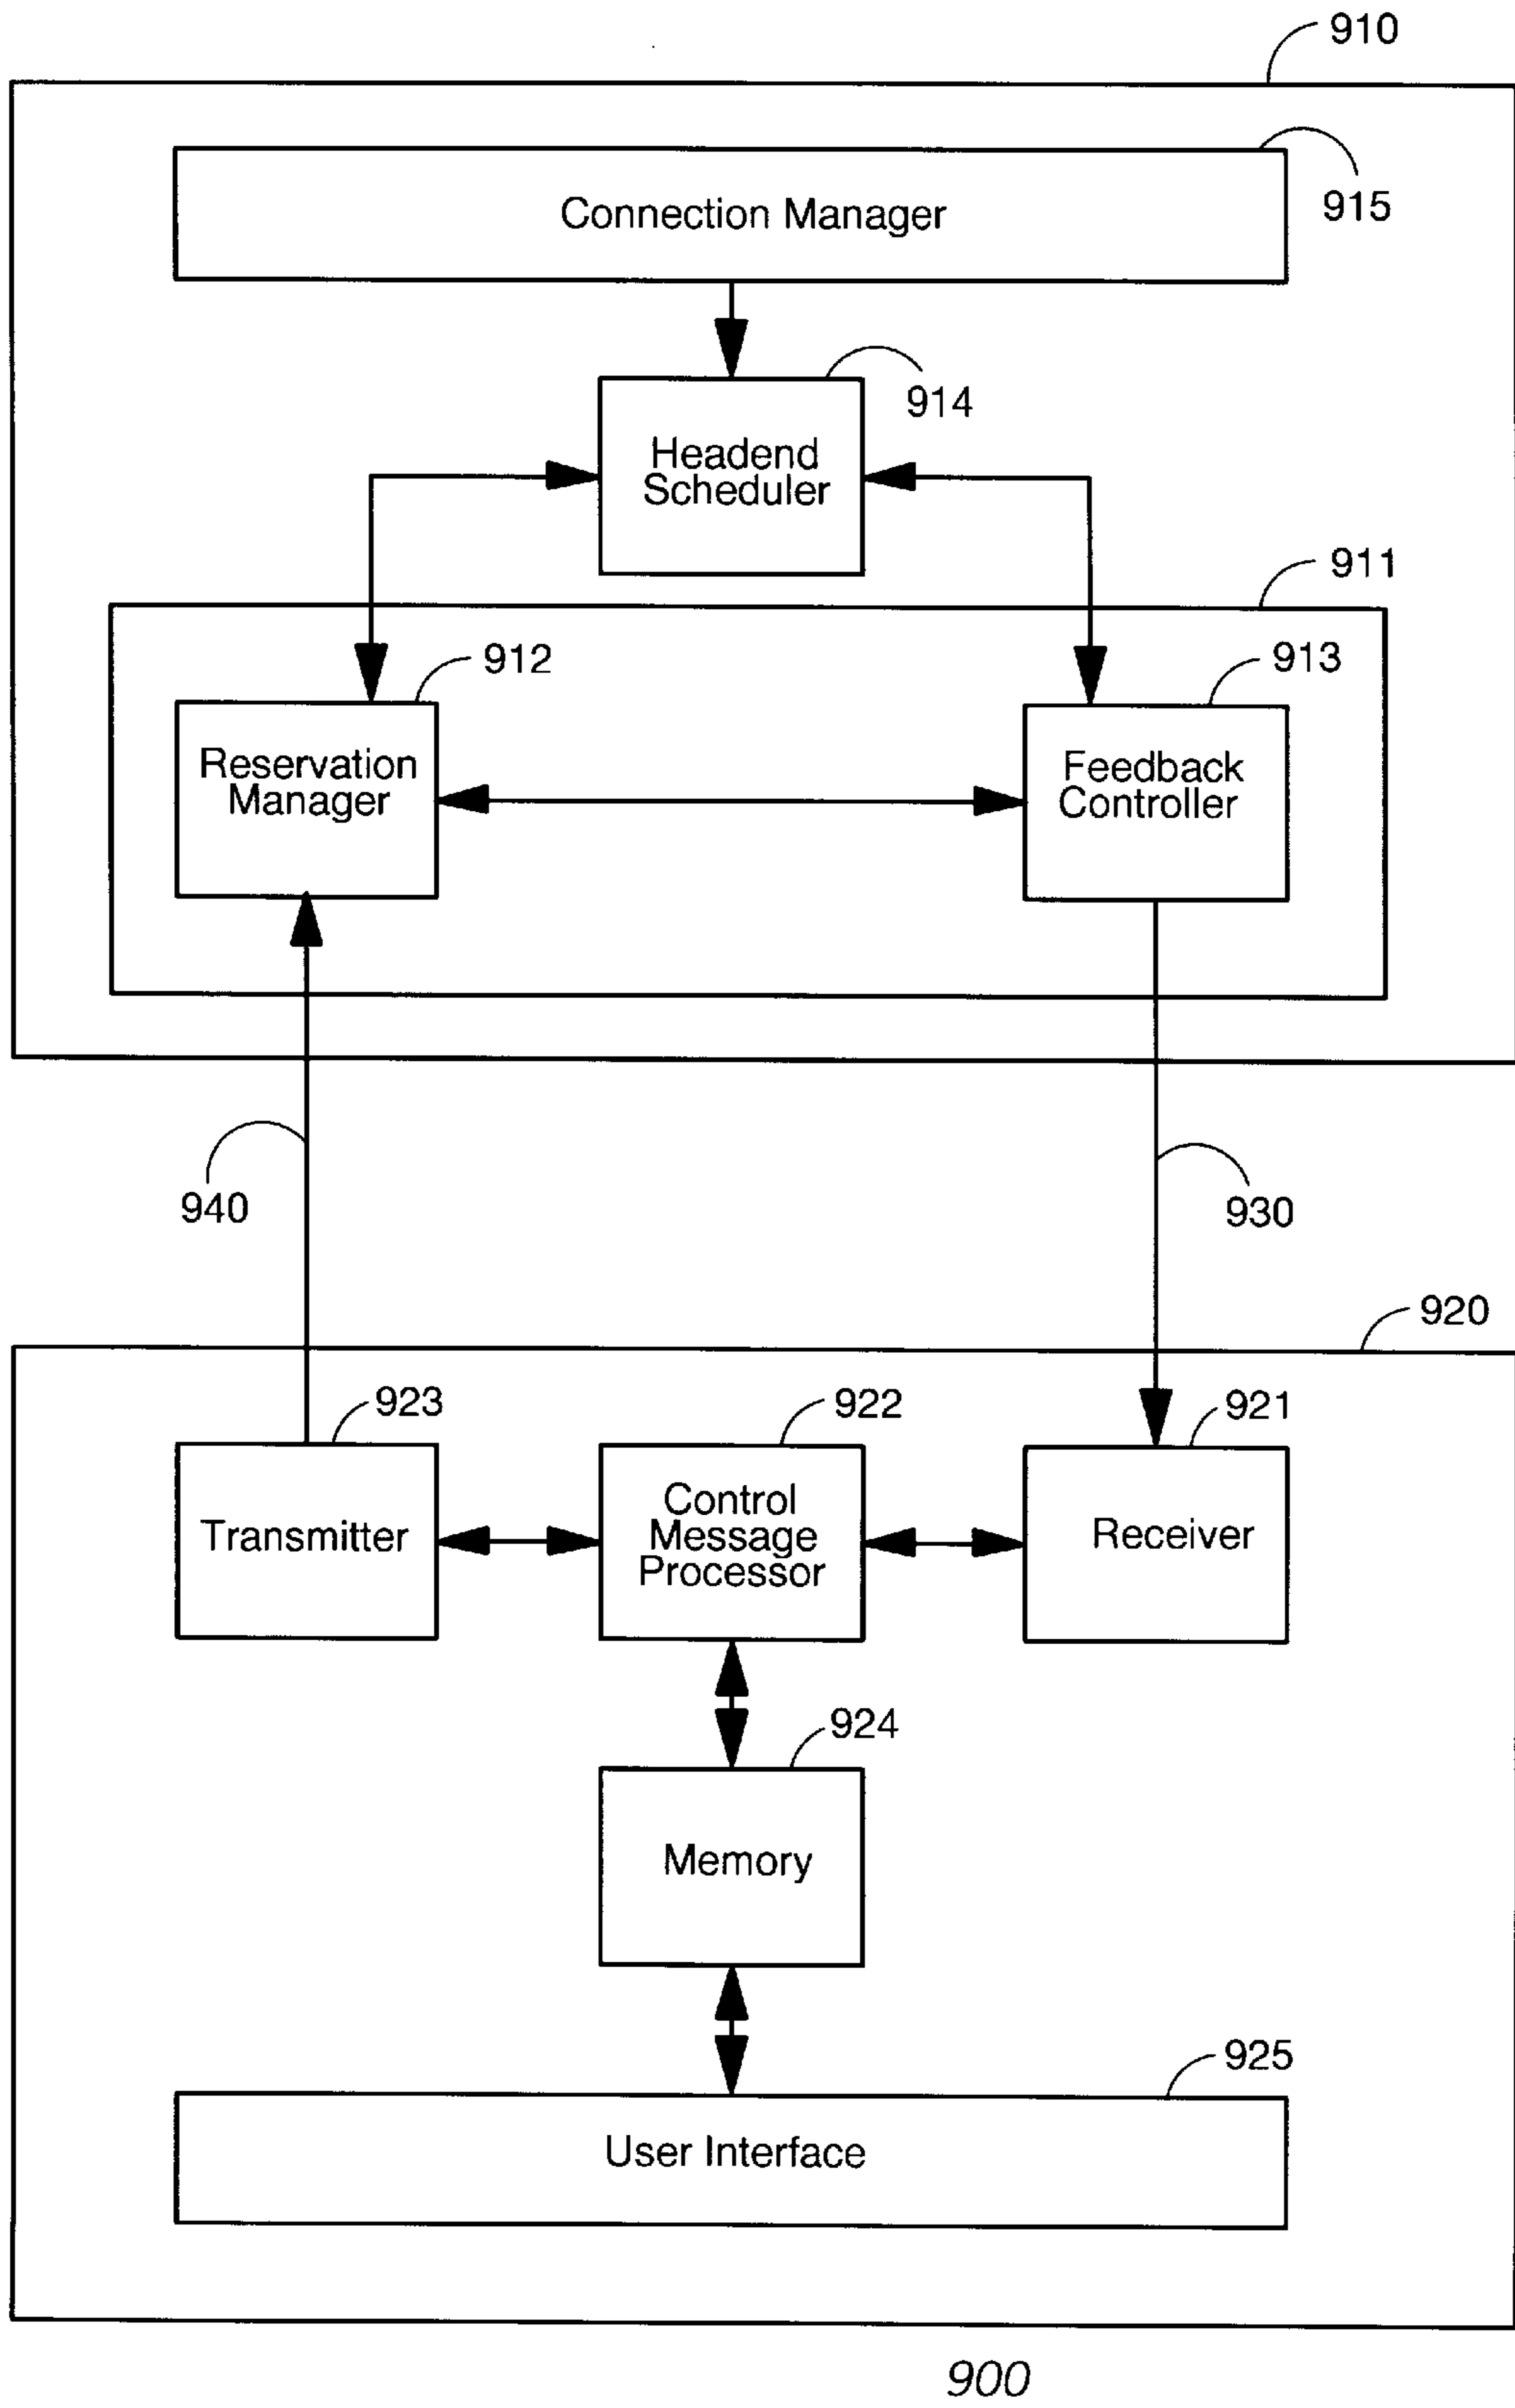 910
Connection Manager
915
914
Headend
Scheduler
911
912
913
Reservation
Manager
Feedback
Controller
940
930
920
923
922
921
Transmitter
Control
Message
Processor
Receiver
924
Memory
925
User Interface
900